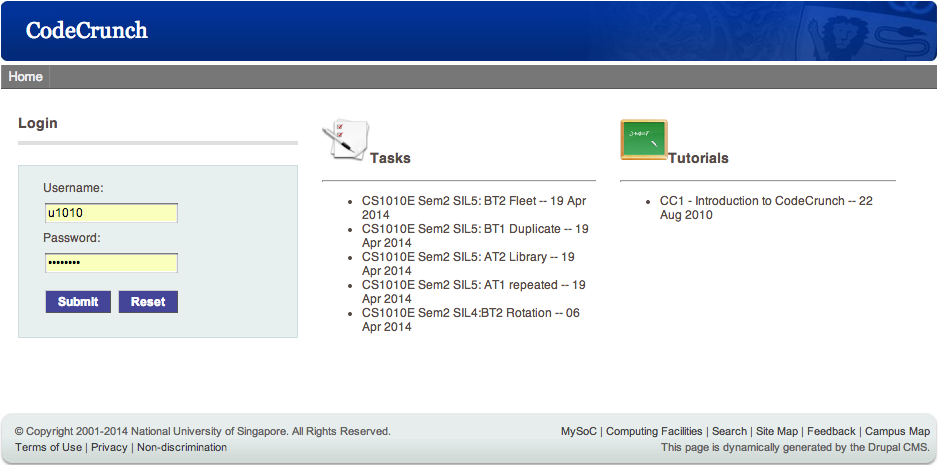 CodeCrunch
Home
Login
Username:
u1010
Password:
••••••••
Submit Reset
Tasks
CS1010E Sem2 SIL5: BT2 Fleet -- 19 Apr
2014
CS1010E Sem2 SIL5: BT1 Duplicate -- 19
Apr 2014
CS1010E Sem2 SIL5: AT2 Library -- 19
Apr 2014
CS1010E Sem2 SIL5: AT1 repeated -- 19
Apr 2014
CS1010E Sem2 SIL4:BT2 Rotation -- 06
Apr 2014
Tutorials
CC1 - Introduction to CodeCrunch -- 22
Aug 2010
© Copyright 2001-2014 National University of Singapore. All Rights Reserved.
Terms of Use | Privacy | Non-discrimination
MySoC | Computing Facilities | Search | Site Map | Feedback | Campus Map
This page is dynamically generated by the Drupal CMS.